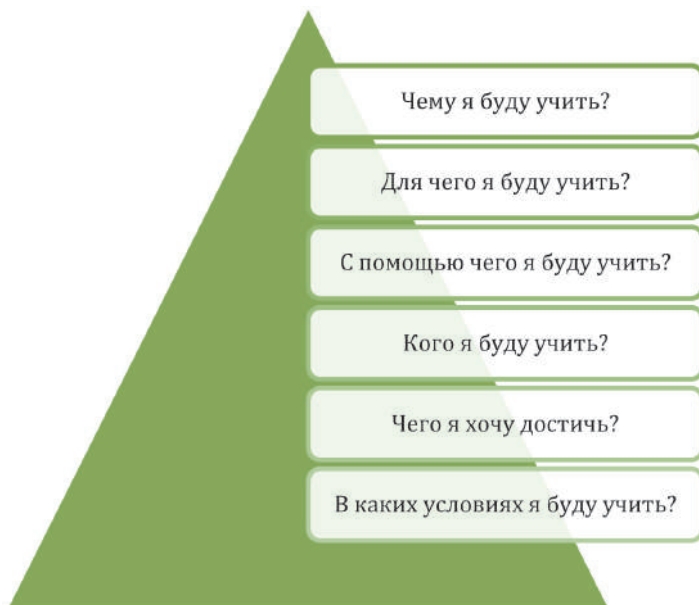 Чему я буду учить?
Для чего я буду учить?
С помощью чего я буду учить?
Кого я буду учить?
Чего я хочу достичь?
В каких условиях я буду учить?